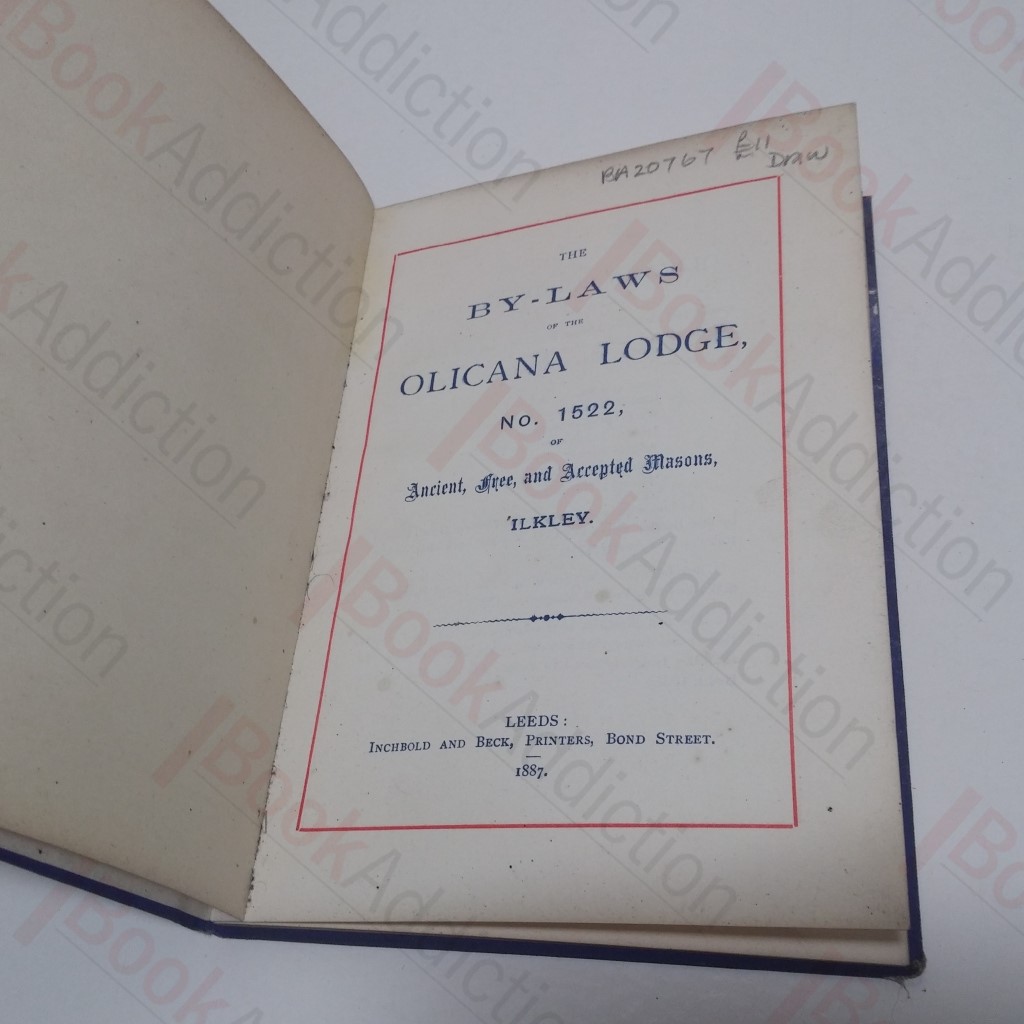 BA20767 £11
Draw
THE
BY-LAWS
OF THE
OLICANA LODGE,
No. 1522,
OF
Ancient, Free, and Accepted Masons,
ILKLEY.
LEEDS:
INCHBOLD AND BECK, PRINTERS, BOND STREET.
1887.
BookAddiction